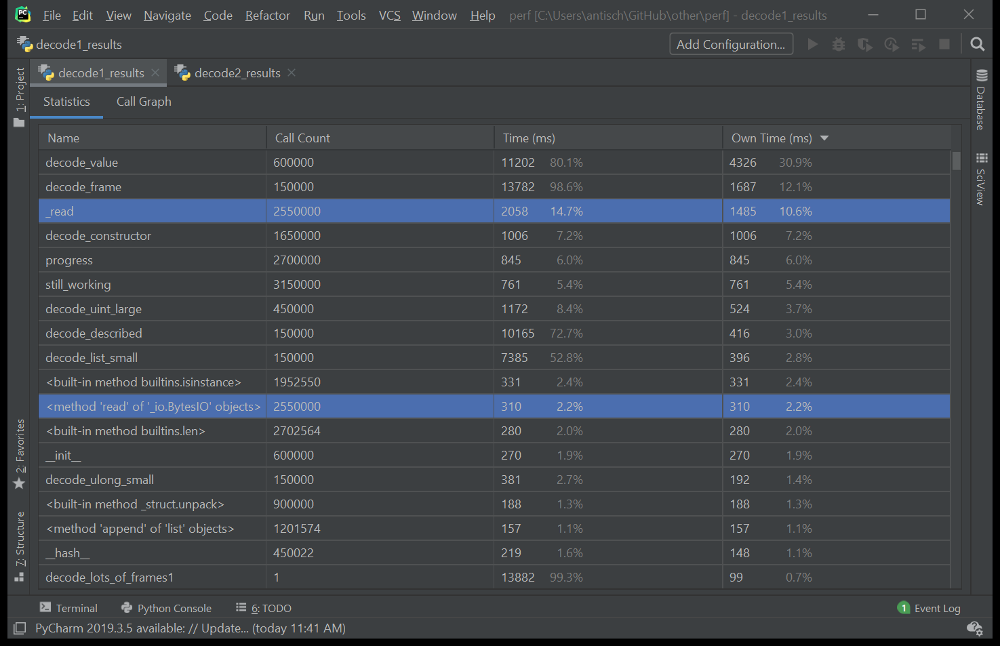 PC File Edit View Navigate Code Refactor Run Tools VCS Window Help perf [C:\Users\antisch\GitHub\other\perf] - decode1_results
decode1_results Add Configuration...
decode1_results decode2_results
Statistics Call Graph
Name Call Count Time (ms) Own Time (ms)
decode_value 600000 11202 80.1% 4326 30.9%
decode_frame 150000 13782 98.6% 1687 12.1%
_read 2550000 2058 14.7% 1485 10.6%
decode_constructor 1650000 1006 7.2% 1006 7.2%
progress 2700000 845 6.0% 845 6.0%
still_working 3150000 761 5.4% 761 5.4%
decode_uint_large 450000 1172 8.4% 524 3.7%
decode_described 150000 10165 72.7% 416 3.0%
decode_list_small 150000 7385 52.8% 396 2.8%
<built-in method builtins.isinstance> 1952550 331 2.4% 331 2.4%
<method 'read' of '_io.BytesIO' objects> 2550000 310 2.2% 310 2.2%
<built-in method builtins.len> 2702564 280 2.0% 280 2.0%
__init__ 600000 270 1.9% 270 1.9%
decode_ulong_small 150000 381 2.7% 192 1.4%
<built-in method _struct.unpack> 900000 188 1.3% 188 1.3%
<method 'append' of 'list' objects> 1201574 157 1.1% 157 1.1%
__hash__ 450022 219 1.6% 148 1.1%
decode_lots_of_frames1 1 13882 99.3% 99 0.7%
1: Project
2: Favorites
7: Structure
Database
SciView
Terminal Python Console 6: TODO 1 Event Log
PyCharm 2019.3.5 available: // Update... (today 11:41 AM)